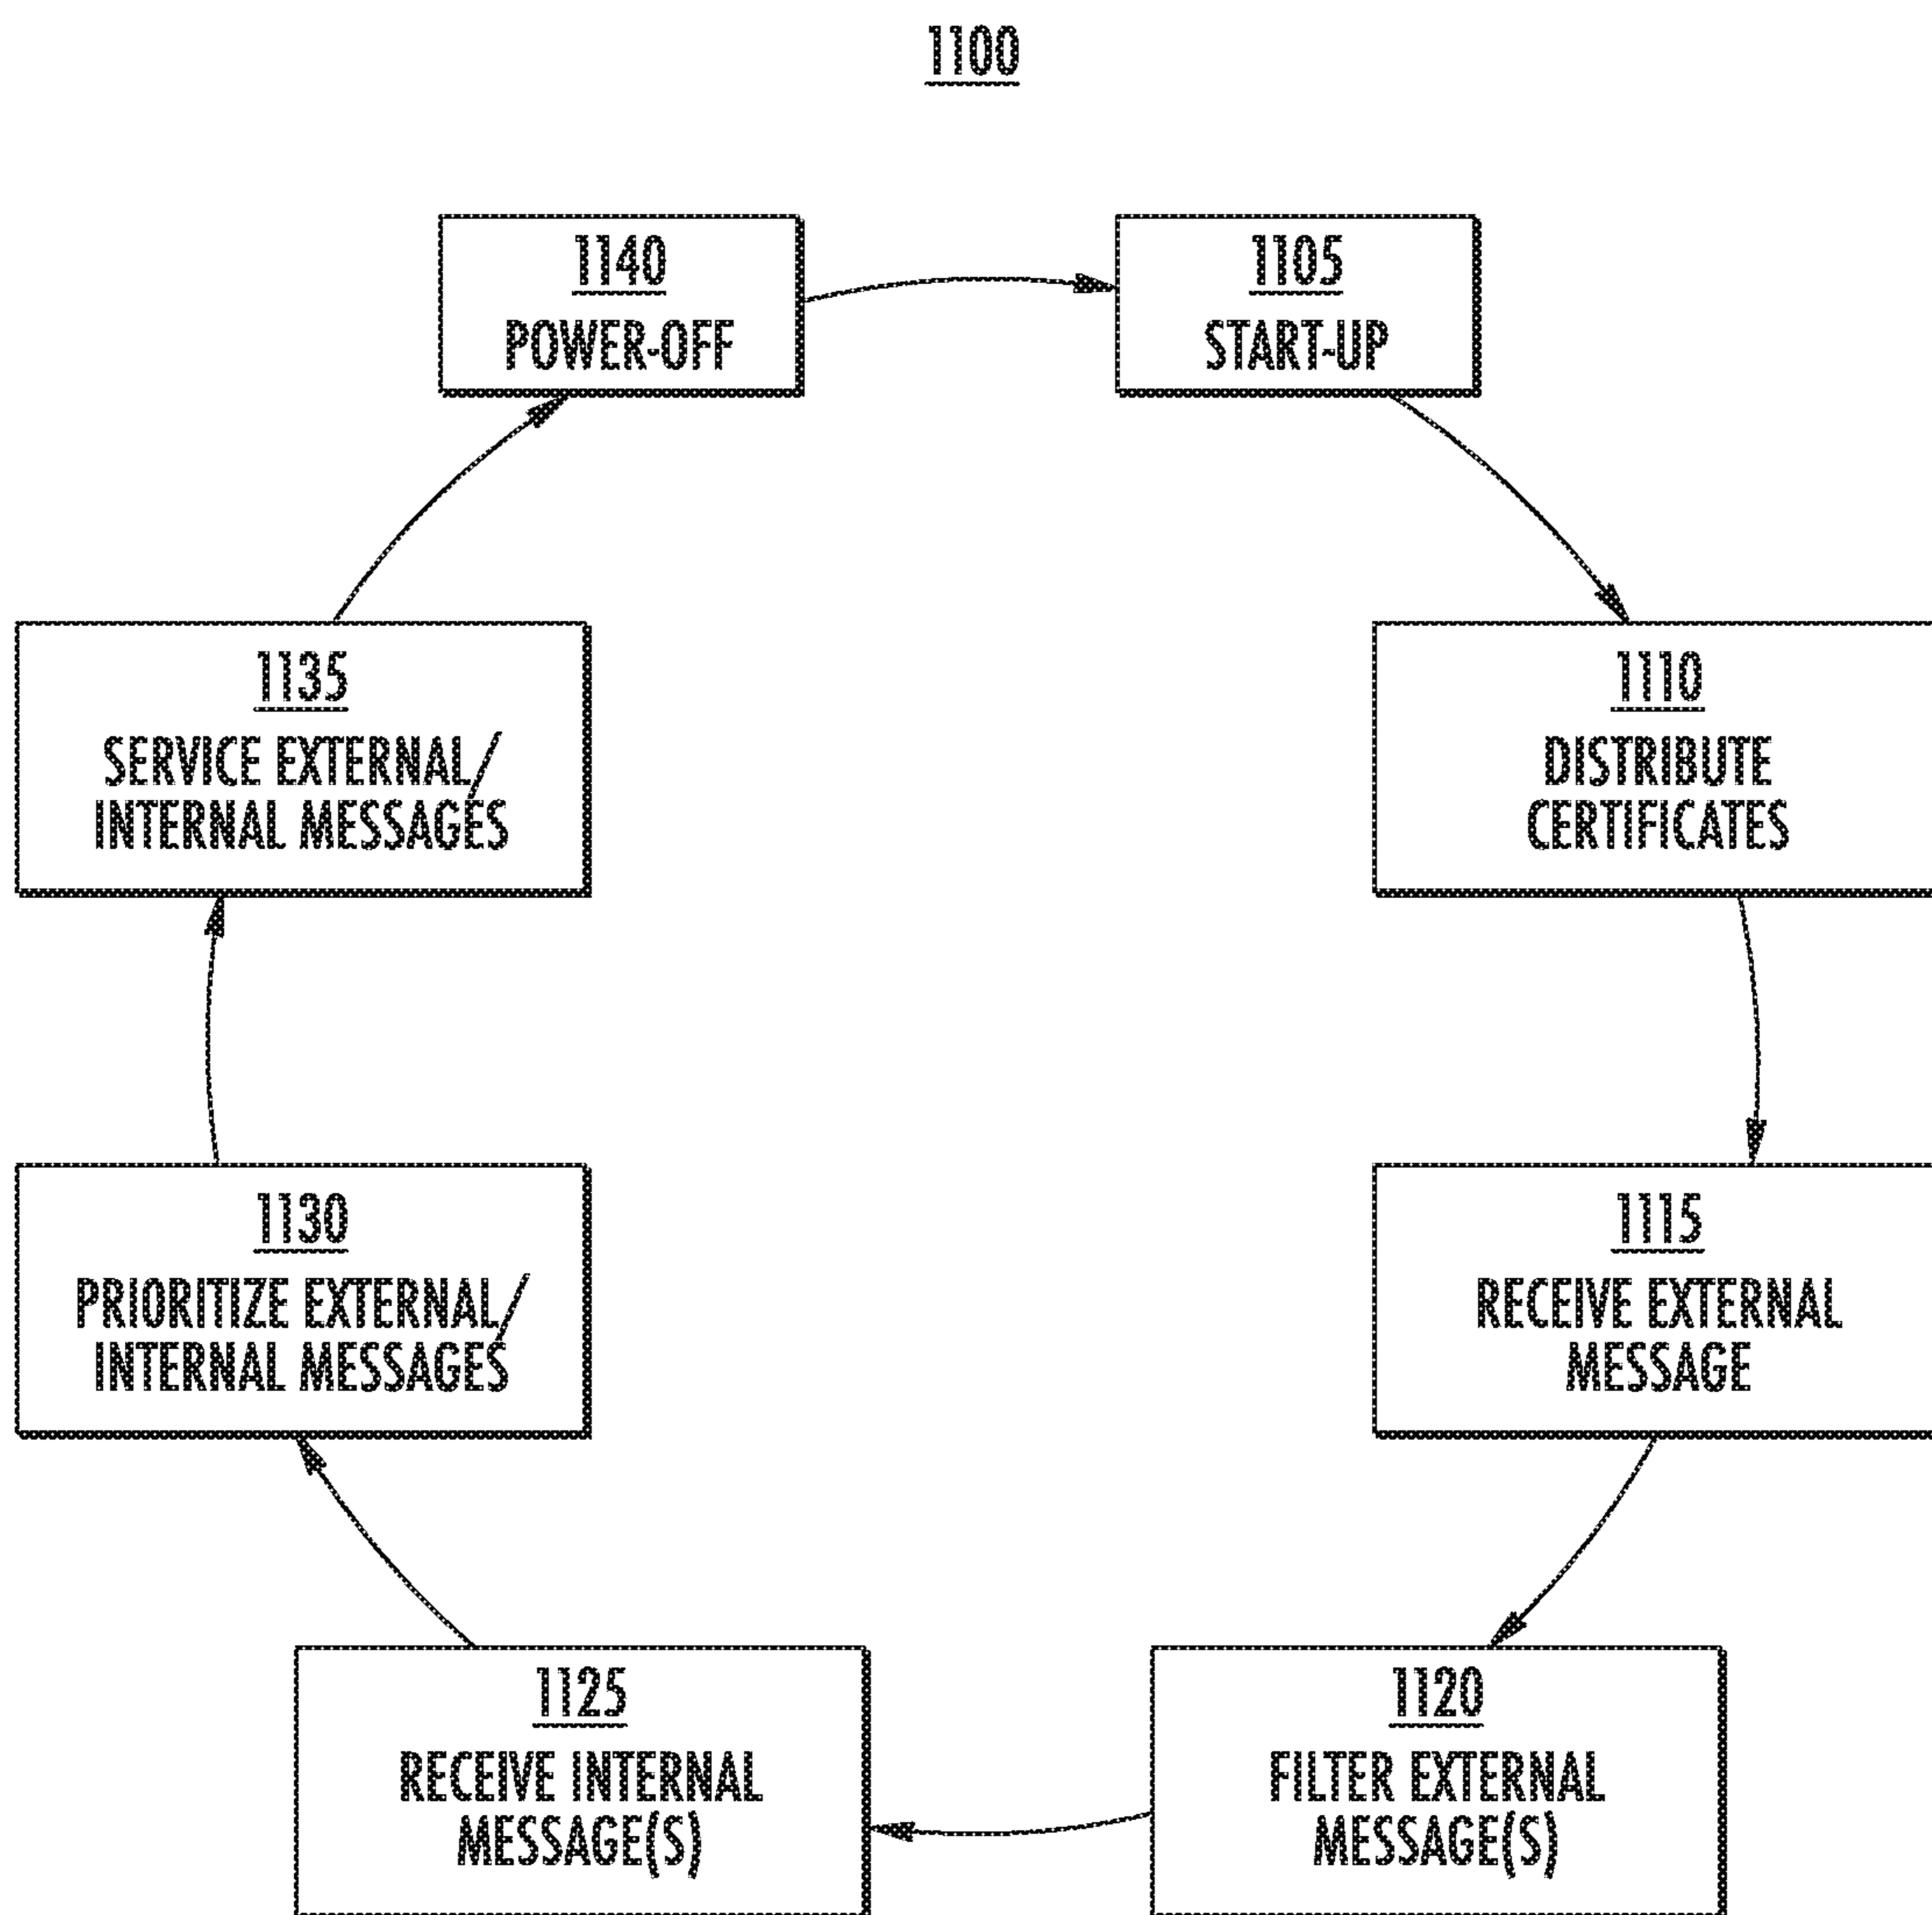 1100
1140
POWER-OFF
1105
START-UP
1135
SERVICE EXTERNAL/
INTERNAL MESSAGES
1110
DISTRIBUTE
CERTIFICATES
1130
PRIORITIZE EXTERNAL/
INTERNAL MESSAGES
1115
RECEIVE EXTERNAL
MESSAGE
1125
RECEIVE INTERNAL
MESSAGE(S)
1120
FILTER EXTERNAL
MESSAGE(S)